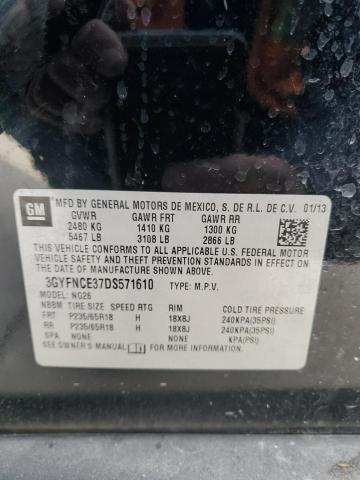 GM
MFD BY GENERAL MOTORS DE MEXICO, S. DE R.L. DE C.V. 01/13
GVWR GAWR FRT GAWR RR
2480 KG 1410 KG 1300 KG
5467 LB 3108 LB 2866 LB
THIS VEHICLE CONFORMS TO ALL APPLICABLE U.S. FEDERAL MOTOR
VEHICLE SAFETY, BUMPER, AND THEFT PREVENTION STANDARDS
IN EFFECT ON THE DATE OF MANUFACTURE SHOWN ABOVE.
3GYFNCE37DS571610 TYPE: M.P.V.
MODEL: NG26
NBBM TIRE SIZE SPEED RTG RIM COLD TIRE PRESSURE
FRT P235/65R18 H 18X8J 240KPA(35PSI)
RR P235/65R18 H 18X8J 240KPA(35PSI)
SPA NONE NONE KPA(PSI)
SEE OWNER'S MANUAL FOR MORE INFORMATION.